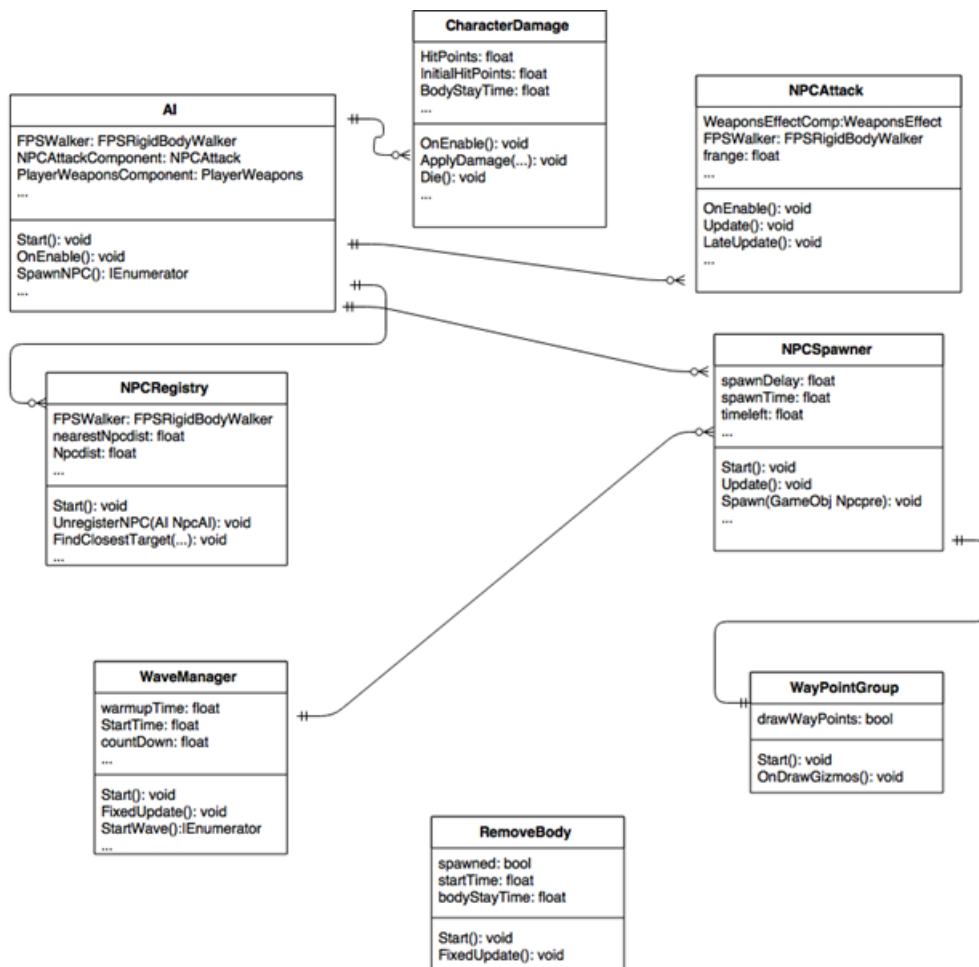 CharacterDamage
HitPoints: float
InitialHitPoints: float
BodyStayTime: float
...
OnEnable(): void
ApplyDamage(...): void
Die(): void
...
NPCAttack
WeaponsEffectComp:WeaponsEffect
FPSWalker: FPSRigidBodyWalker
frange: float
...
OnEnable(): void
Update(): void
LateUpdate(): void
...
AI
FPSWalker: FPSRigidBodyWalker
NPCAttackComponent: NPCAttack
PlayerWeaponsComponent: PlayerWeapons
...
Start(): void
OnEnable(): void
SpawnNPC(): IEnumerator
...
NPCSpawner
spawnDelay: float
spawnTime: float
timeleft: float
...
Start(): void
Update(): void
Spawn(GameObj Npcpre): void
...
NPCRegistry
FPSWalker: FPSRigidBodyWalker
nearestNpcdist: float
Npcdist: float
...
Start(): void
UnregisterNPC(AI NpcAI): void
FindClosestTarget(...): void
...
WaveManager
warmupTime: float
StartTime: float
countDown: float
...
Start(): void
FixedUpdate(): void
StartWave():IEnumerator
...
WayPointGroup
drawWayPoints: bool
Start(): void
OnDrawGizmos(): void
RemoveBody
spawned: bool
startTime: float
bodyStayTime: float
Start(): void
FixedUpdate(): void